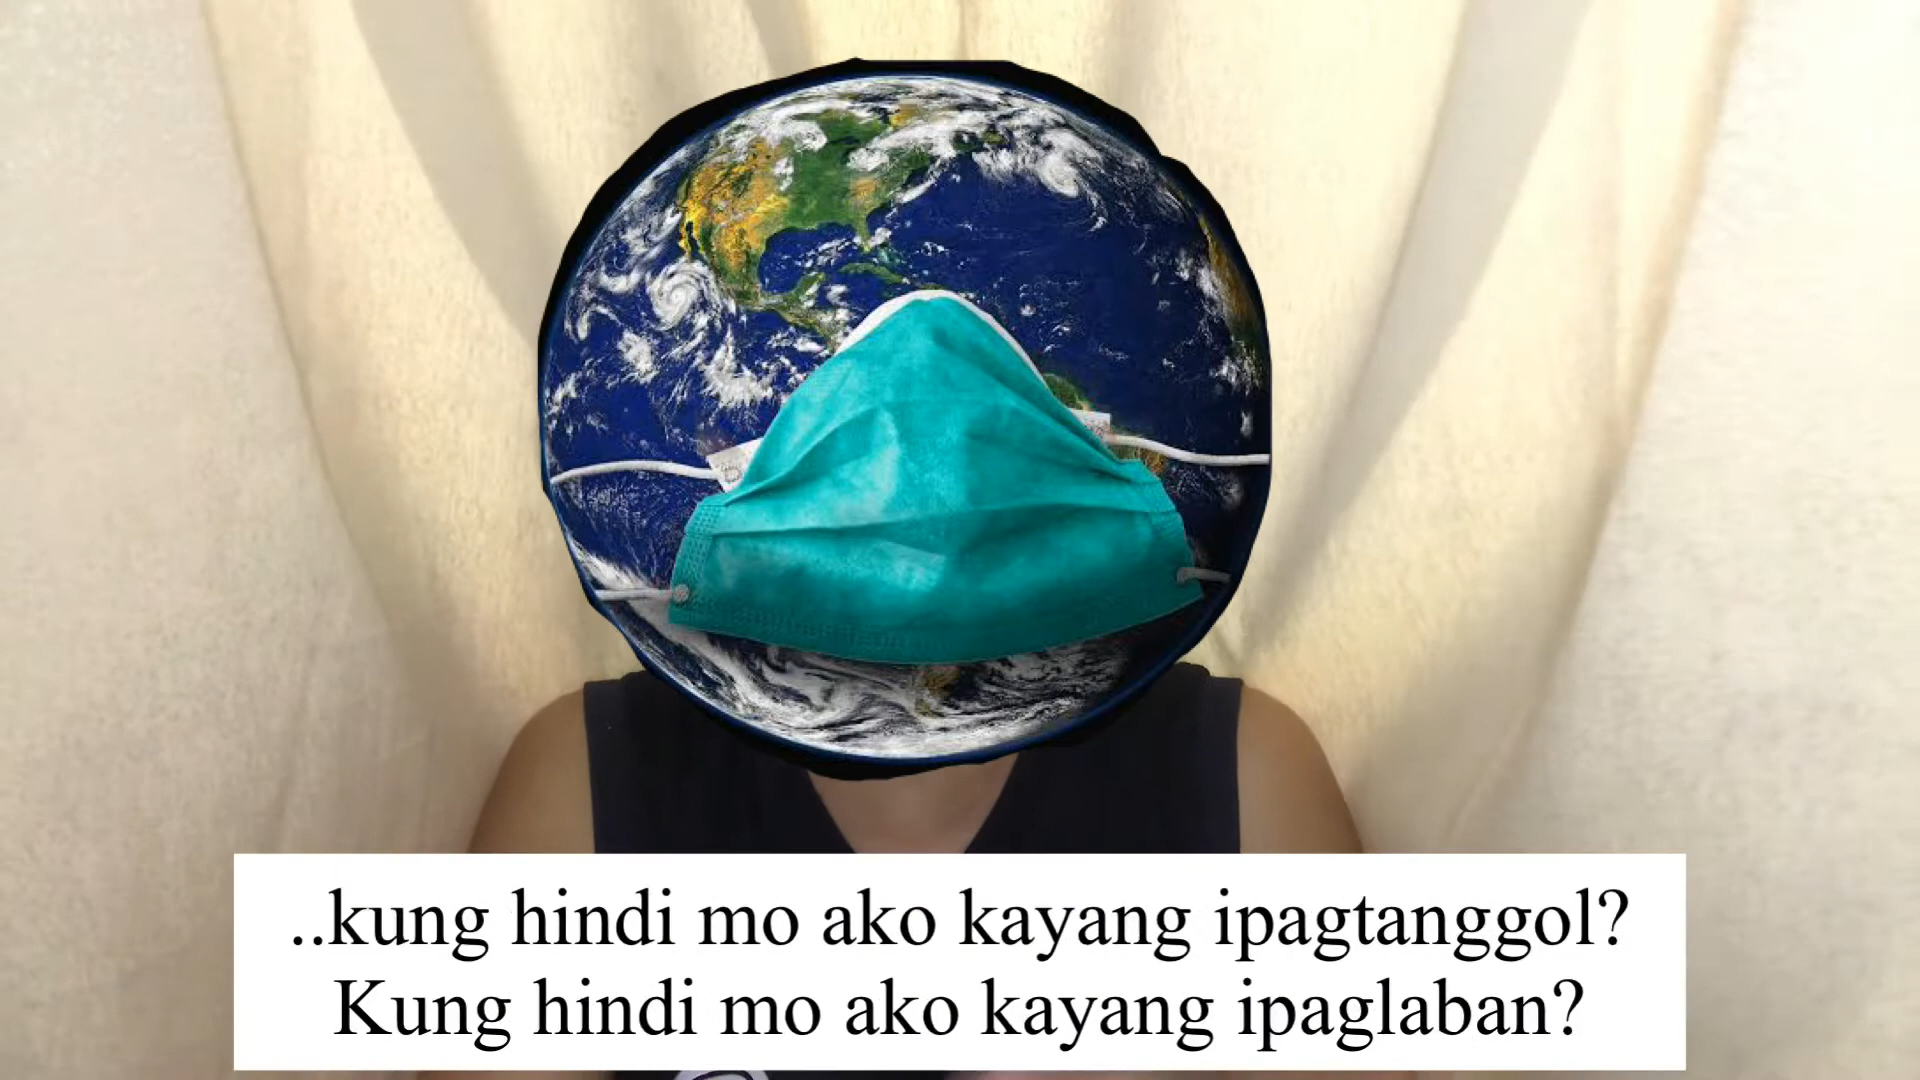 ..kung hindi mo ako kayang ipagtanggol?
Kung hindi mo ako kayang ipaglaban?